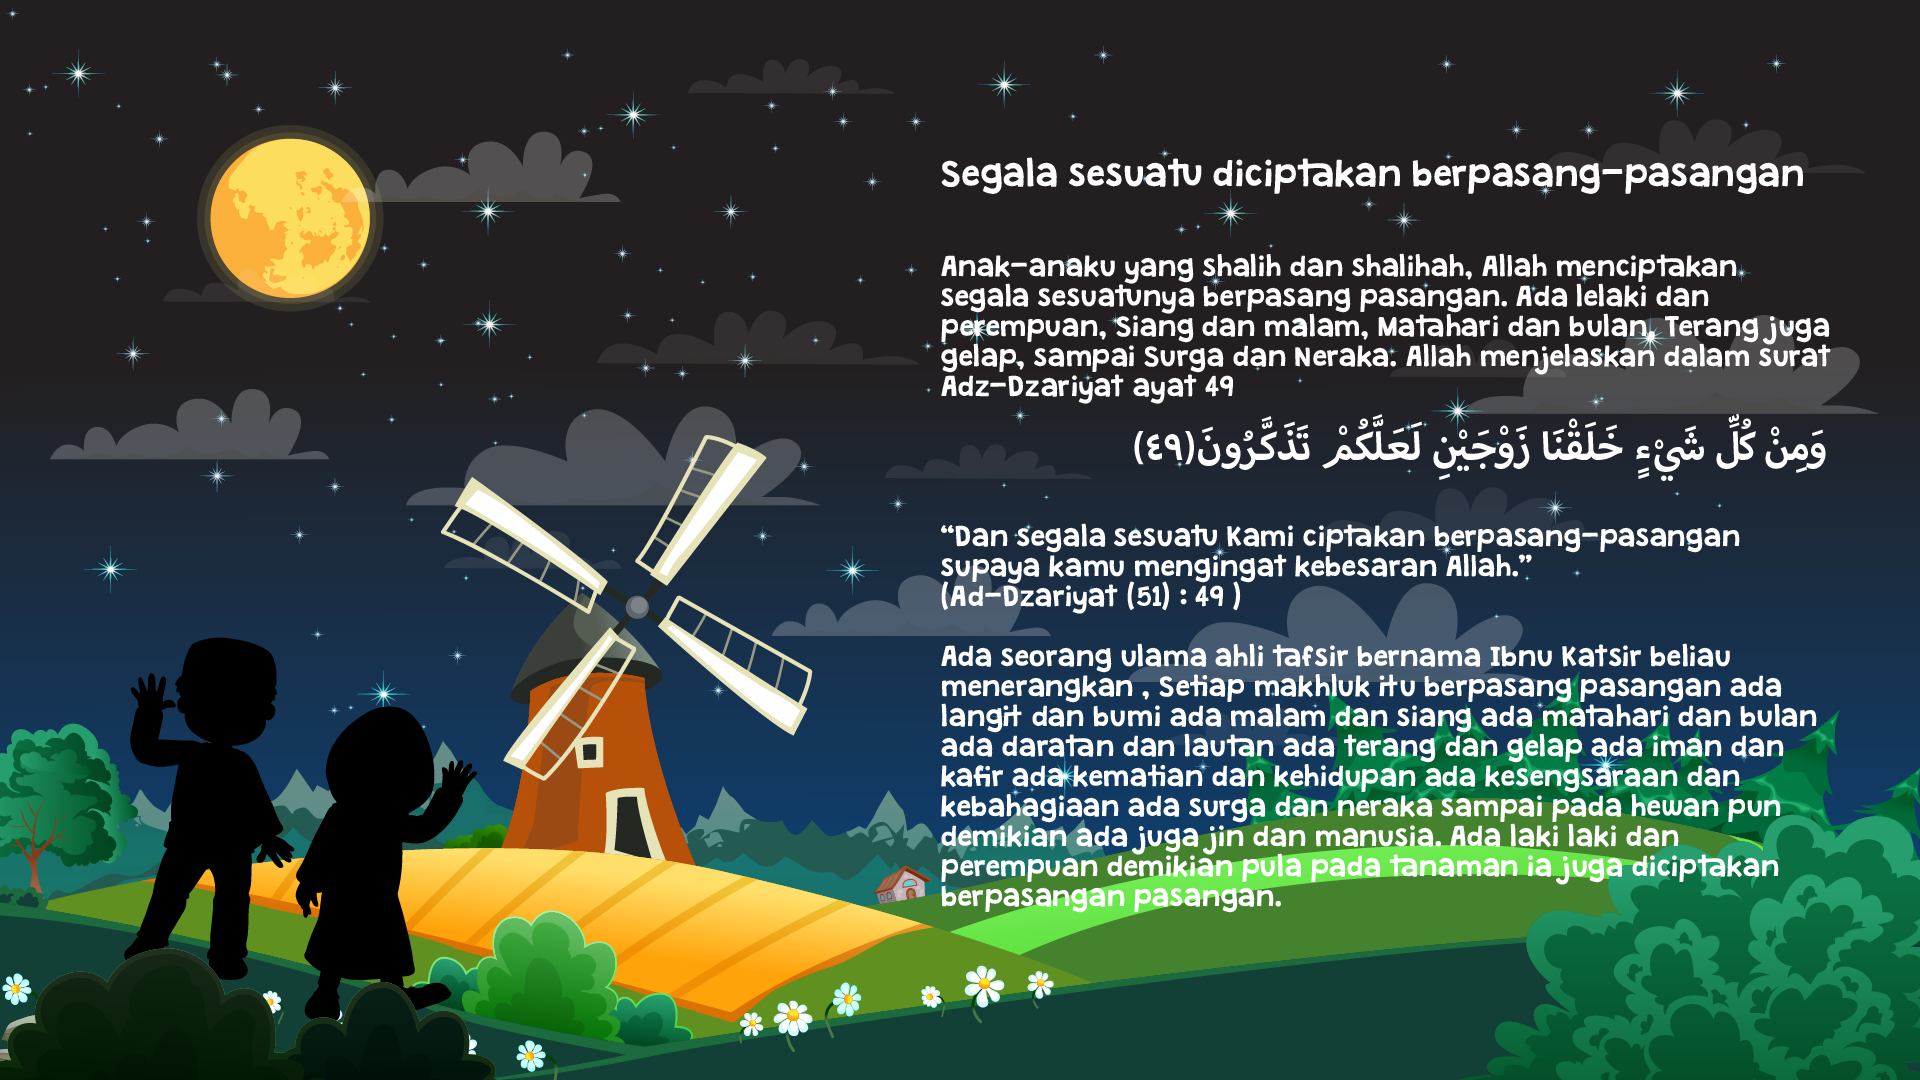 Segala sesuatu diciptakan berpasang-pasangan
Anak-anaku yang shalih dan shalihah, Allah menciptakan
segala sesuatunya berpasang pasangan. Ada lelaki dan
perempuan, Siang dan malam, Matahari dan bulan, Terang juga
gelap, sampai Surga dan Neraka. Allah menjelaskan dalam surat
Adz-Dzariyat ayat 49
وَمِنْ كُلِّ شَيْءٍ خَلَقْنَا زَوْجَيْنِ لَعَلَّكُمْ تَذَكَّرُونَ(٤٩)
“Dan segala sesuatu Kami ciptakan berpasang-pasangan
supaya kamu mengingat kebesaran Allah.”
(Ad-Dzariyat (51) : 49 )
Ada seorang ulama ahli tafsir bernama Ibnu Katsir beliau
menerangkan , Setiap makhluk itu berpasang pasangan ada
langit dan bumi ada malam dan siang ada matahari dan bulan
ada daratan dan lautan ada terang dan gelap ada iman dan
kafir ada kematian dan kehidupan ada kesengsaraan dan
kebahagiaan ada surga dan neraka sampai pada hewan pun
demikian ada juga jin dan manusia. Ada laki laki dan
perempuan demikian pula pada tanaman ia juga diciptakan
berpasangan pasangan.